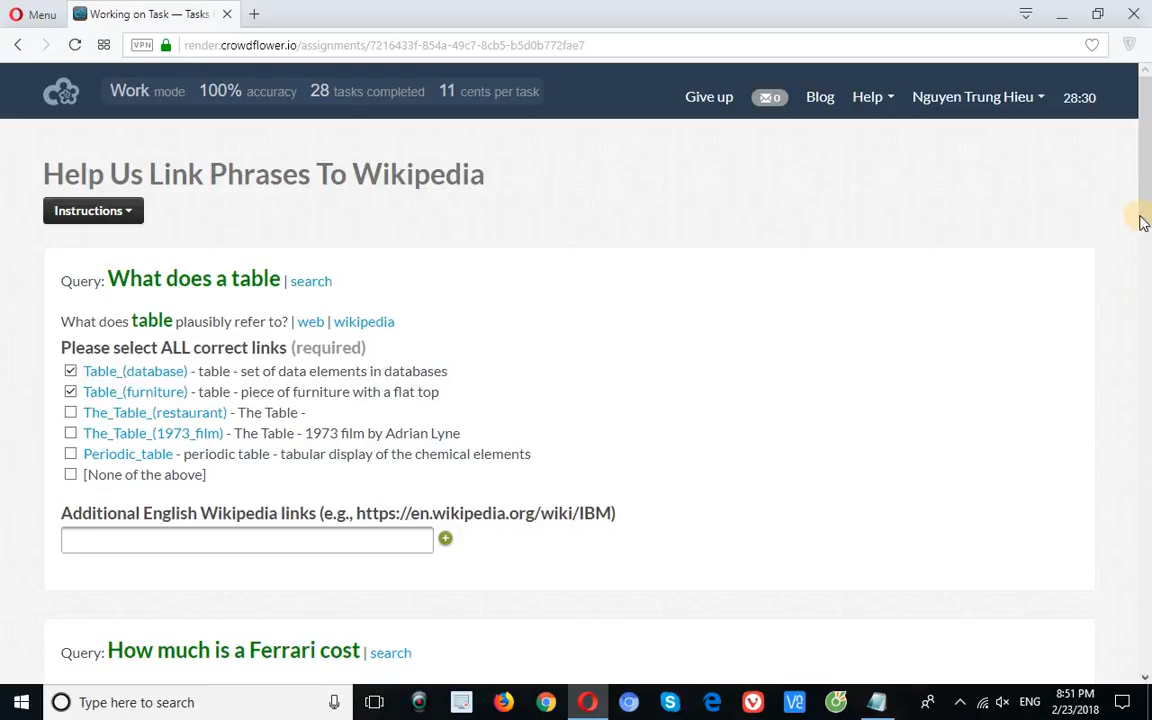 Menu
Working on Task — Tasks
VPN
render.crowdflower.io/assignments/7216433f-854a-49c7-8cb5-b5d0b772fae7
Work mode 100% accuracy 28 tasks completed 11 cents per task
Give up 0 Blog Help Nguyen Trung Hieu 28:30
Help Us Link Phrases To Wikipedia
Instructions
Query: What does a table | search
What does table plausibly refer to? | web | wikipedia
Please select ALL correct links (required)
Table_(database) - table - set of data elements in databases
Table_(furniture) - table - piece of furniture with a flat top
The_Table_(restaurant) - The Table -
The_Table_(1973_film) - The Table - 1973 film by Adrian Lyne
Periodic_table - periodic table - tabular display of the chemical elements
[None of the above]
Additional English Wikipedia links (e.g., https://en.wikipedia.org/wiki/IBM)
Query: How much is a Ferrari cost | search
Type here to search
ENG
8:51 PM
2/23/2018